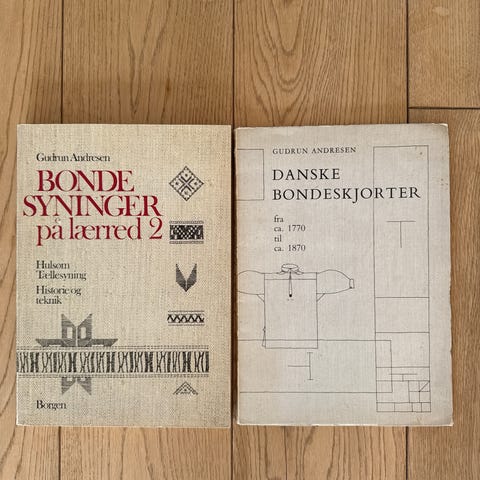 Gudrun Andresen
BONDE
SYNINGER
på lærred 2
Hulsøm
Tællesyning
Historie og
teknik
Borgen
GUDRUN ANDRESEN
DANSKE
BONDESKJORTER
fra
ca. 1770
til
ca. 1870